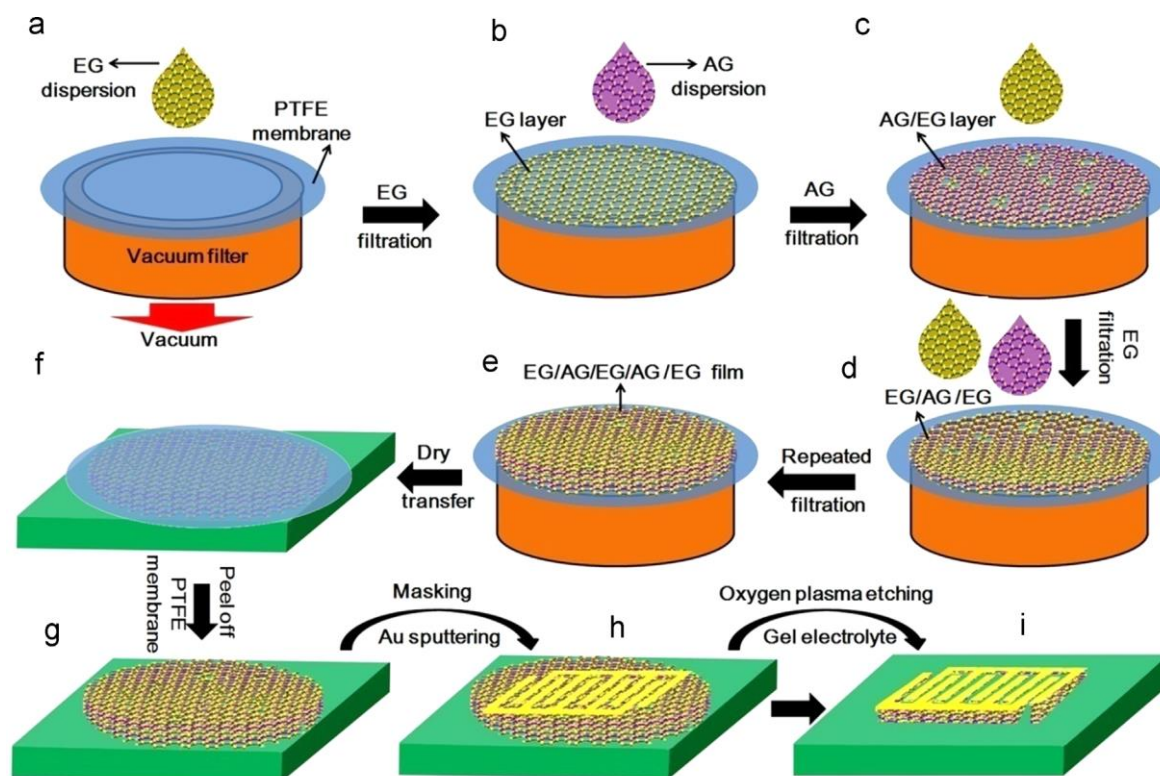 a
EG
dispersion
PTFE
membrane
Vacuum filter
Vacuum
EG
filtration
b
AG
dispersion
EG layer
AG
filtration
c
AG/EG layer
EG
filtration
d
EG/AG /EG
Repeated
filtration
e
EG/AG/EG/AG /EG film
Dry
transfer
f
Peel off
PTFE
membrane
g
Masking
Au sputtering
h
Oxygen plasma etching
Gel electrolyte
i